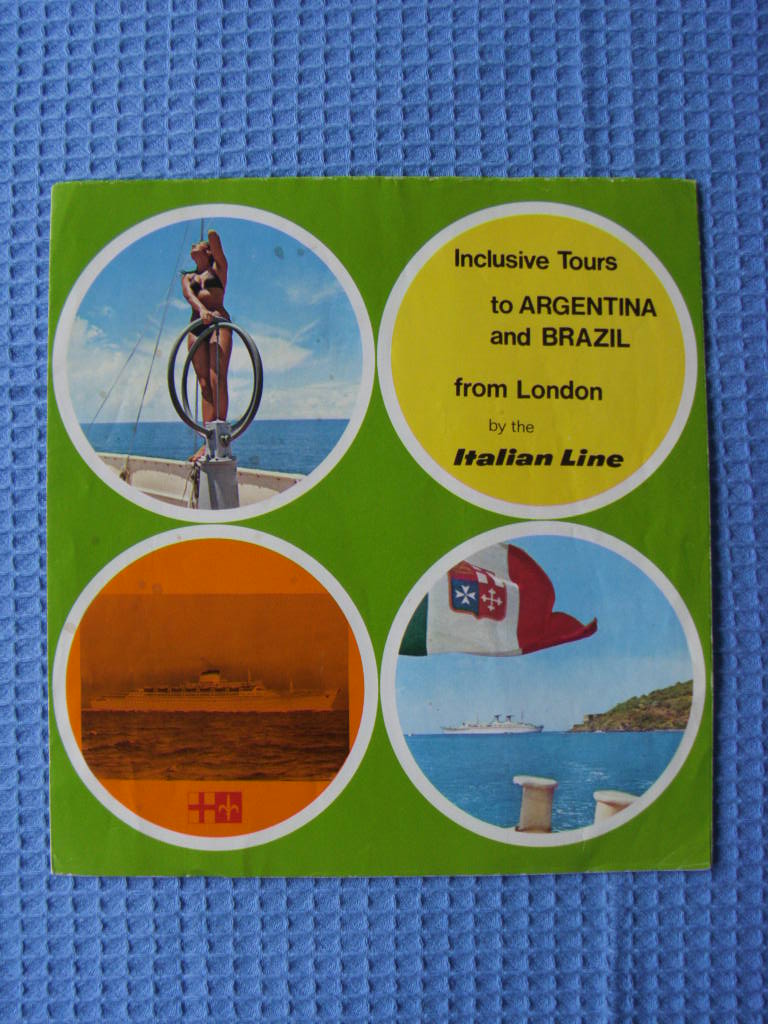 Inclusive Tours
to ARGENTINA
and BRAZIL
from London
by the
Italian Line